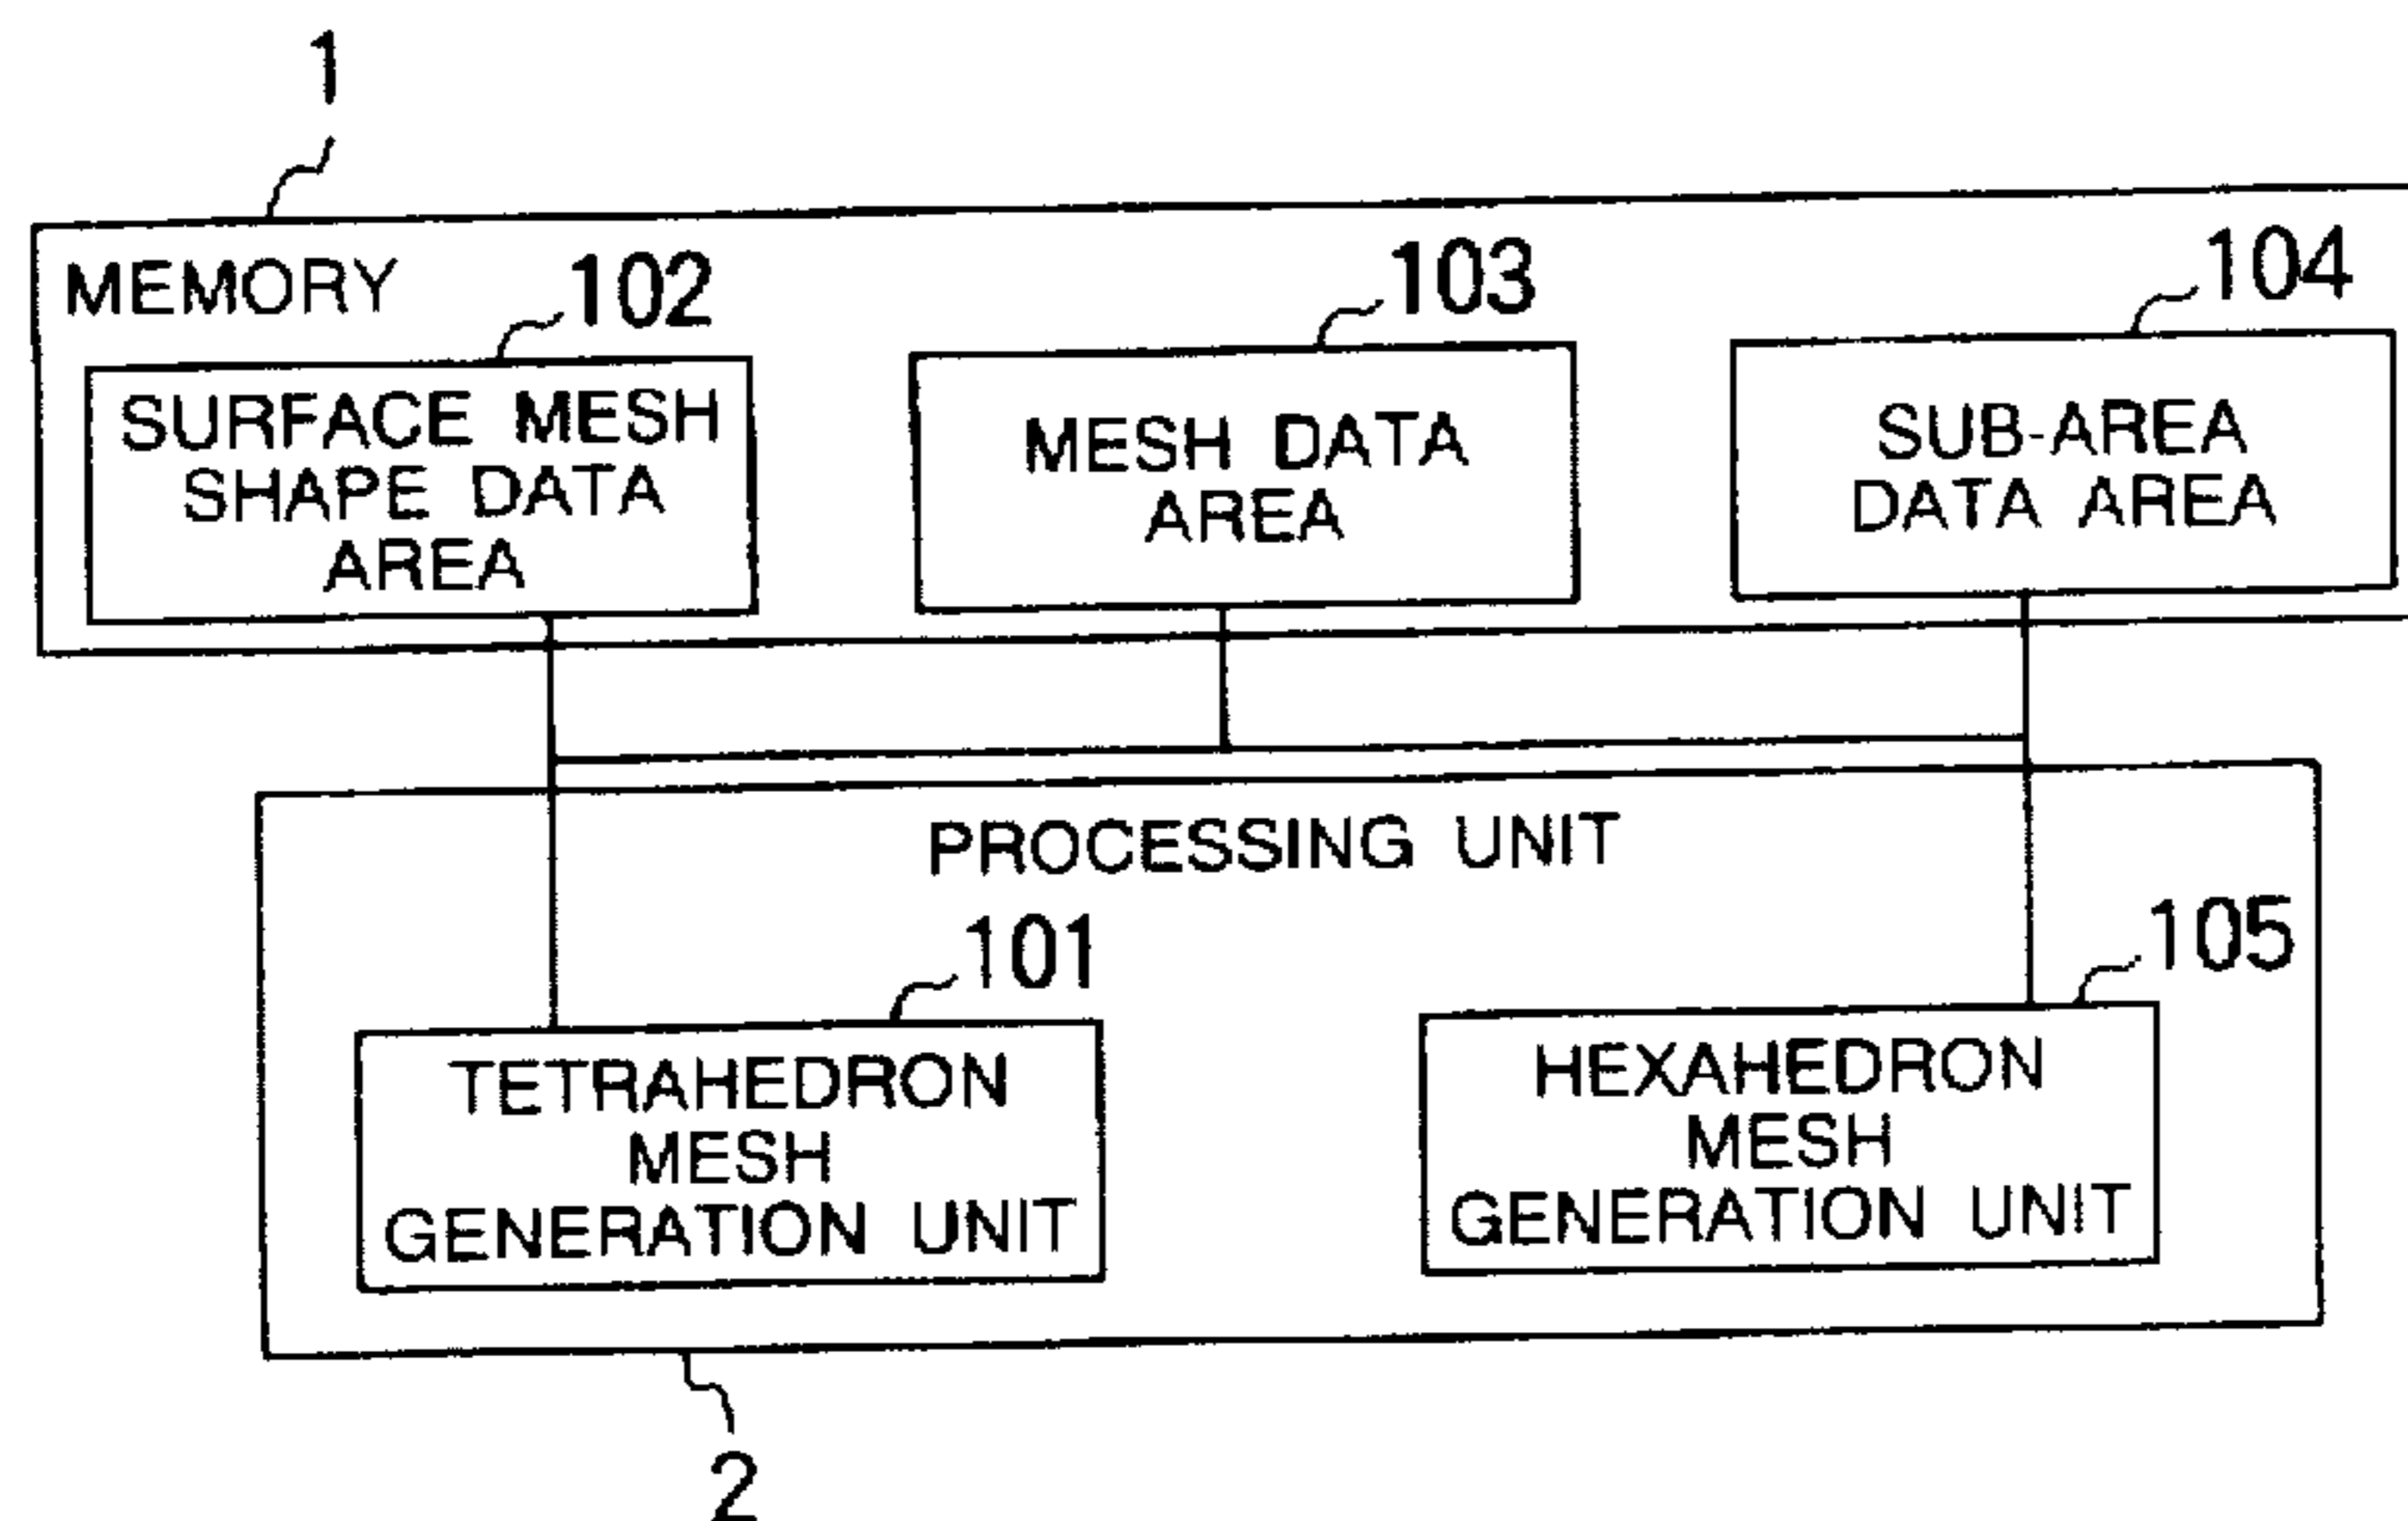 1
MEMORY
102
103
104
SURFACE MESH
SHAPE DATA
AREA
MESH DATA
AREA
SUB-AREA
DATA AREA
PROCESSING UNIT
101
105
TETRAHEDRON
MESH
GENERATION UNIT
HEXAHEDRON
MESH
GENERATION UNIT
2